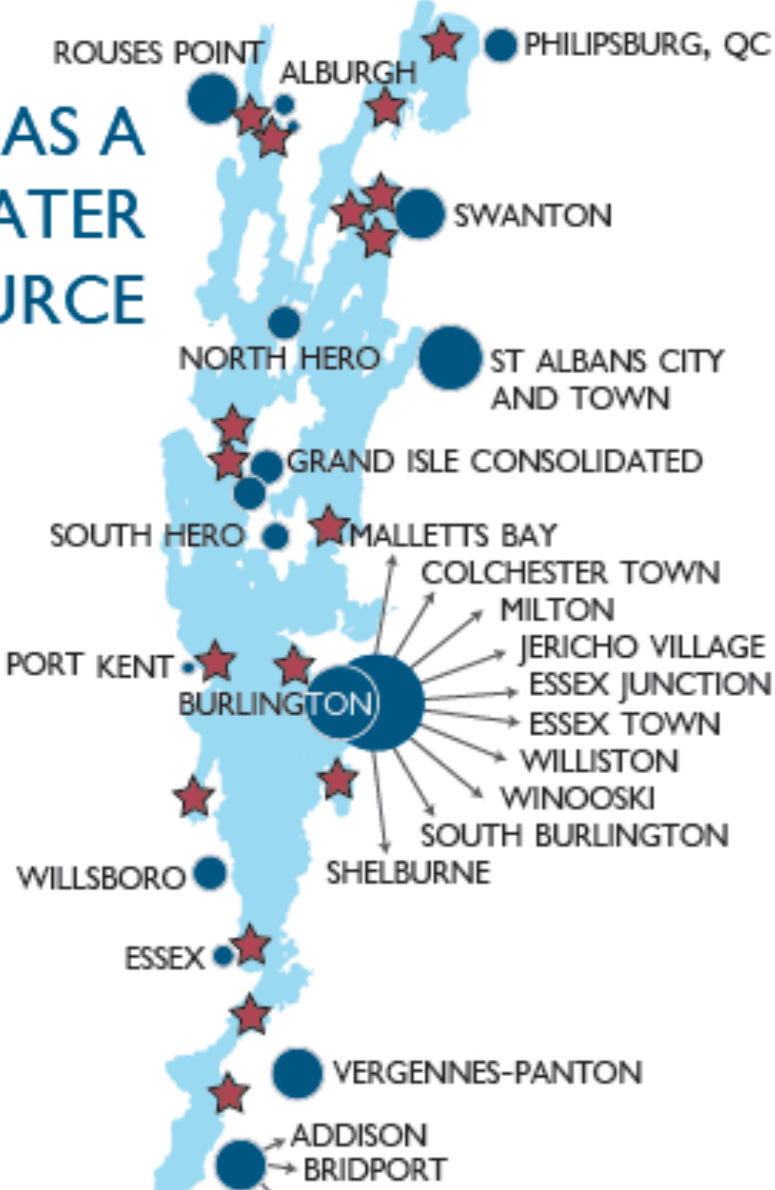 ROUSES POINT
PHILIPSBURG, QC
ALBURGH
AS A
ATER
URCE
SWANTON
NORTH HERO
ST ALBANS CITY
AND TOWN
GRAND ISLE CONSOLIDATED
SOUTH HERO
MALLETTS BAY
COLCHESTER TOWN
MILTON
JERICHO VILLAGE
PORT KENT
ESSEX JUNCTION
BURLINGTON
ESSEX TOWN
WILLISTON
WINOOSKI
SOUTH BURLINGTON
SHELBURNE
WILLSBORO
ESSEX
VERGENNES-PANTON
ADDISON
BRIDPORT